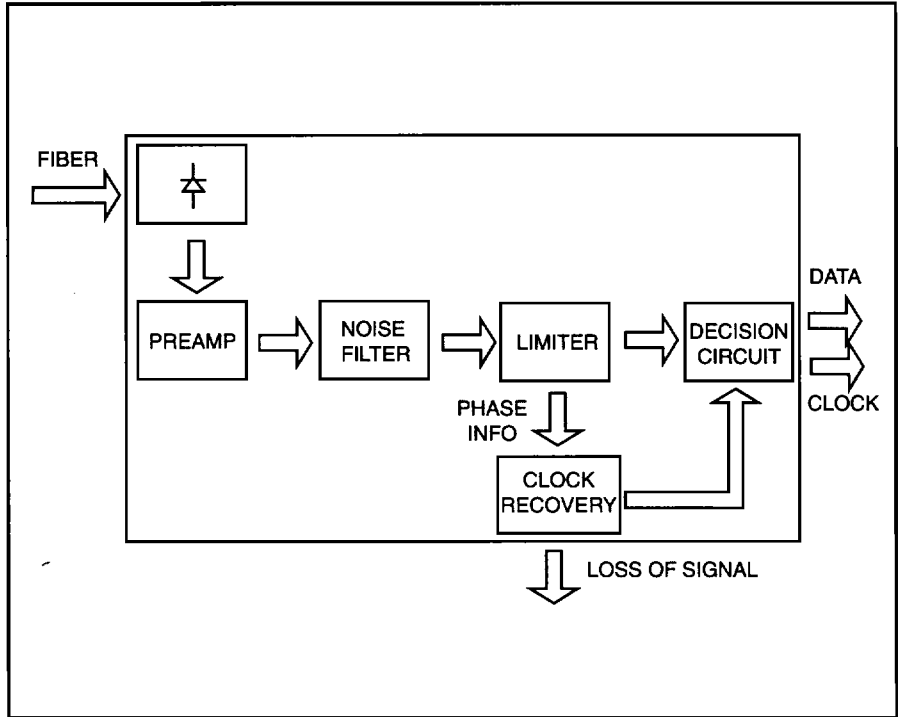 FIBER
PREAMP
NOISE
FILTER
LIMITER
DECISION
CIRCUIT
DATA
CLOCK
PHASE
INFO
CLOCK
RECOVERY
LOSS OF SIGNAL